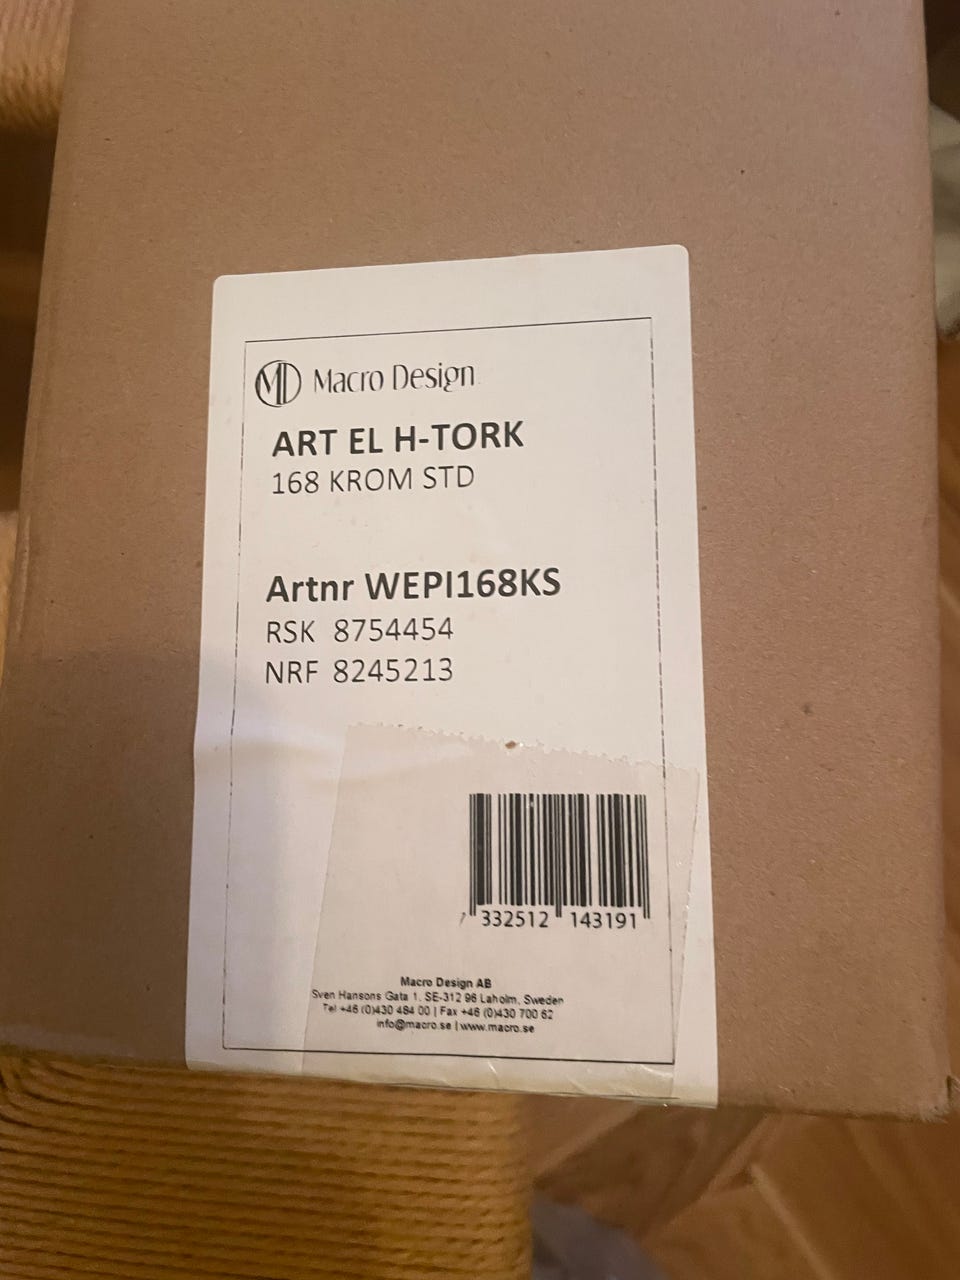 MD Macro Design
ART EL H-TORK
168 KROM STD
Artnr WEPI168KS
RSK 8754454
NRF 8245213
7 332512 143191
Macro Design AB
Sven Hansons Gata 1, SE-312 96 Laholm, Sweden
Tel +46 (0)430 484 00 | Fax +46 (0)430 700 62
info@macro.se | www.macro.se